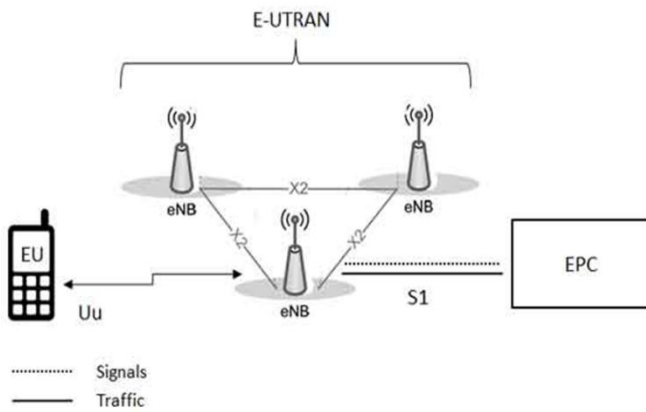 E-UTRAN
eNB
X2
eNB
X2
X2
EU
Uu
eNB
S1
EPC
Signals
Traffic